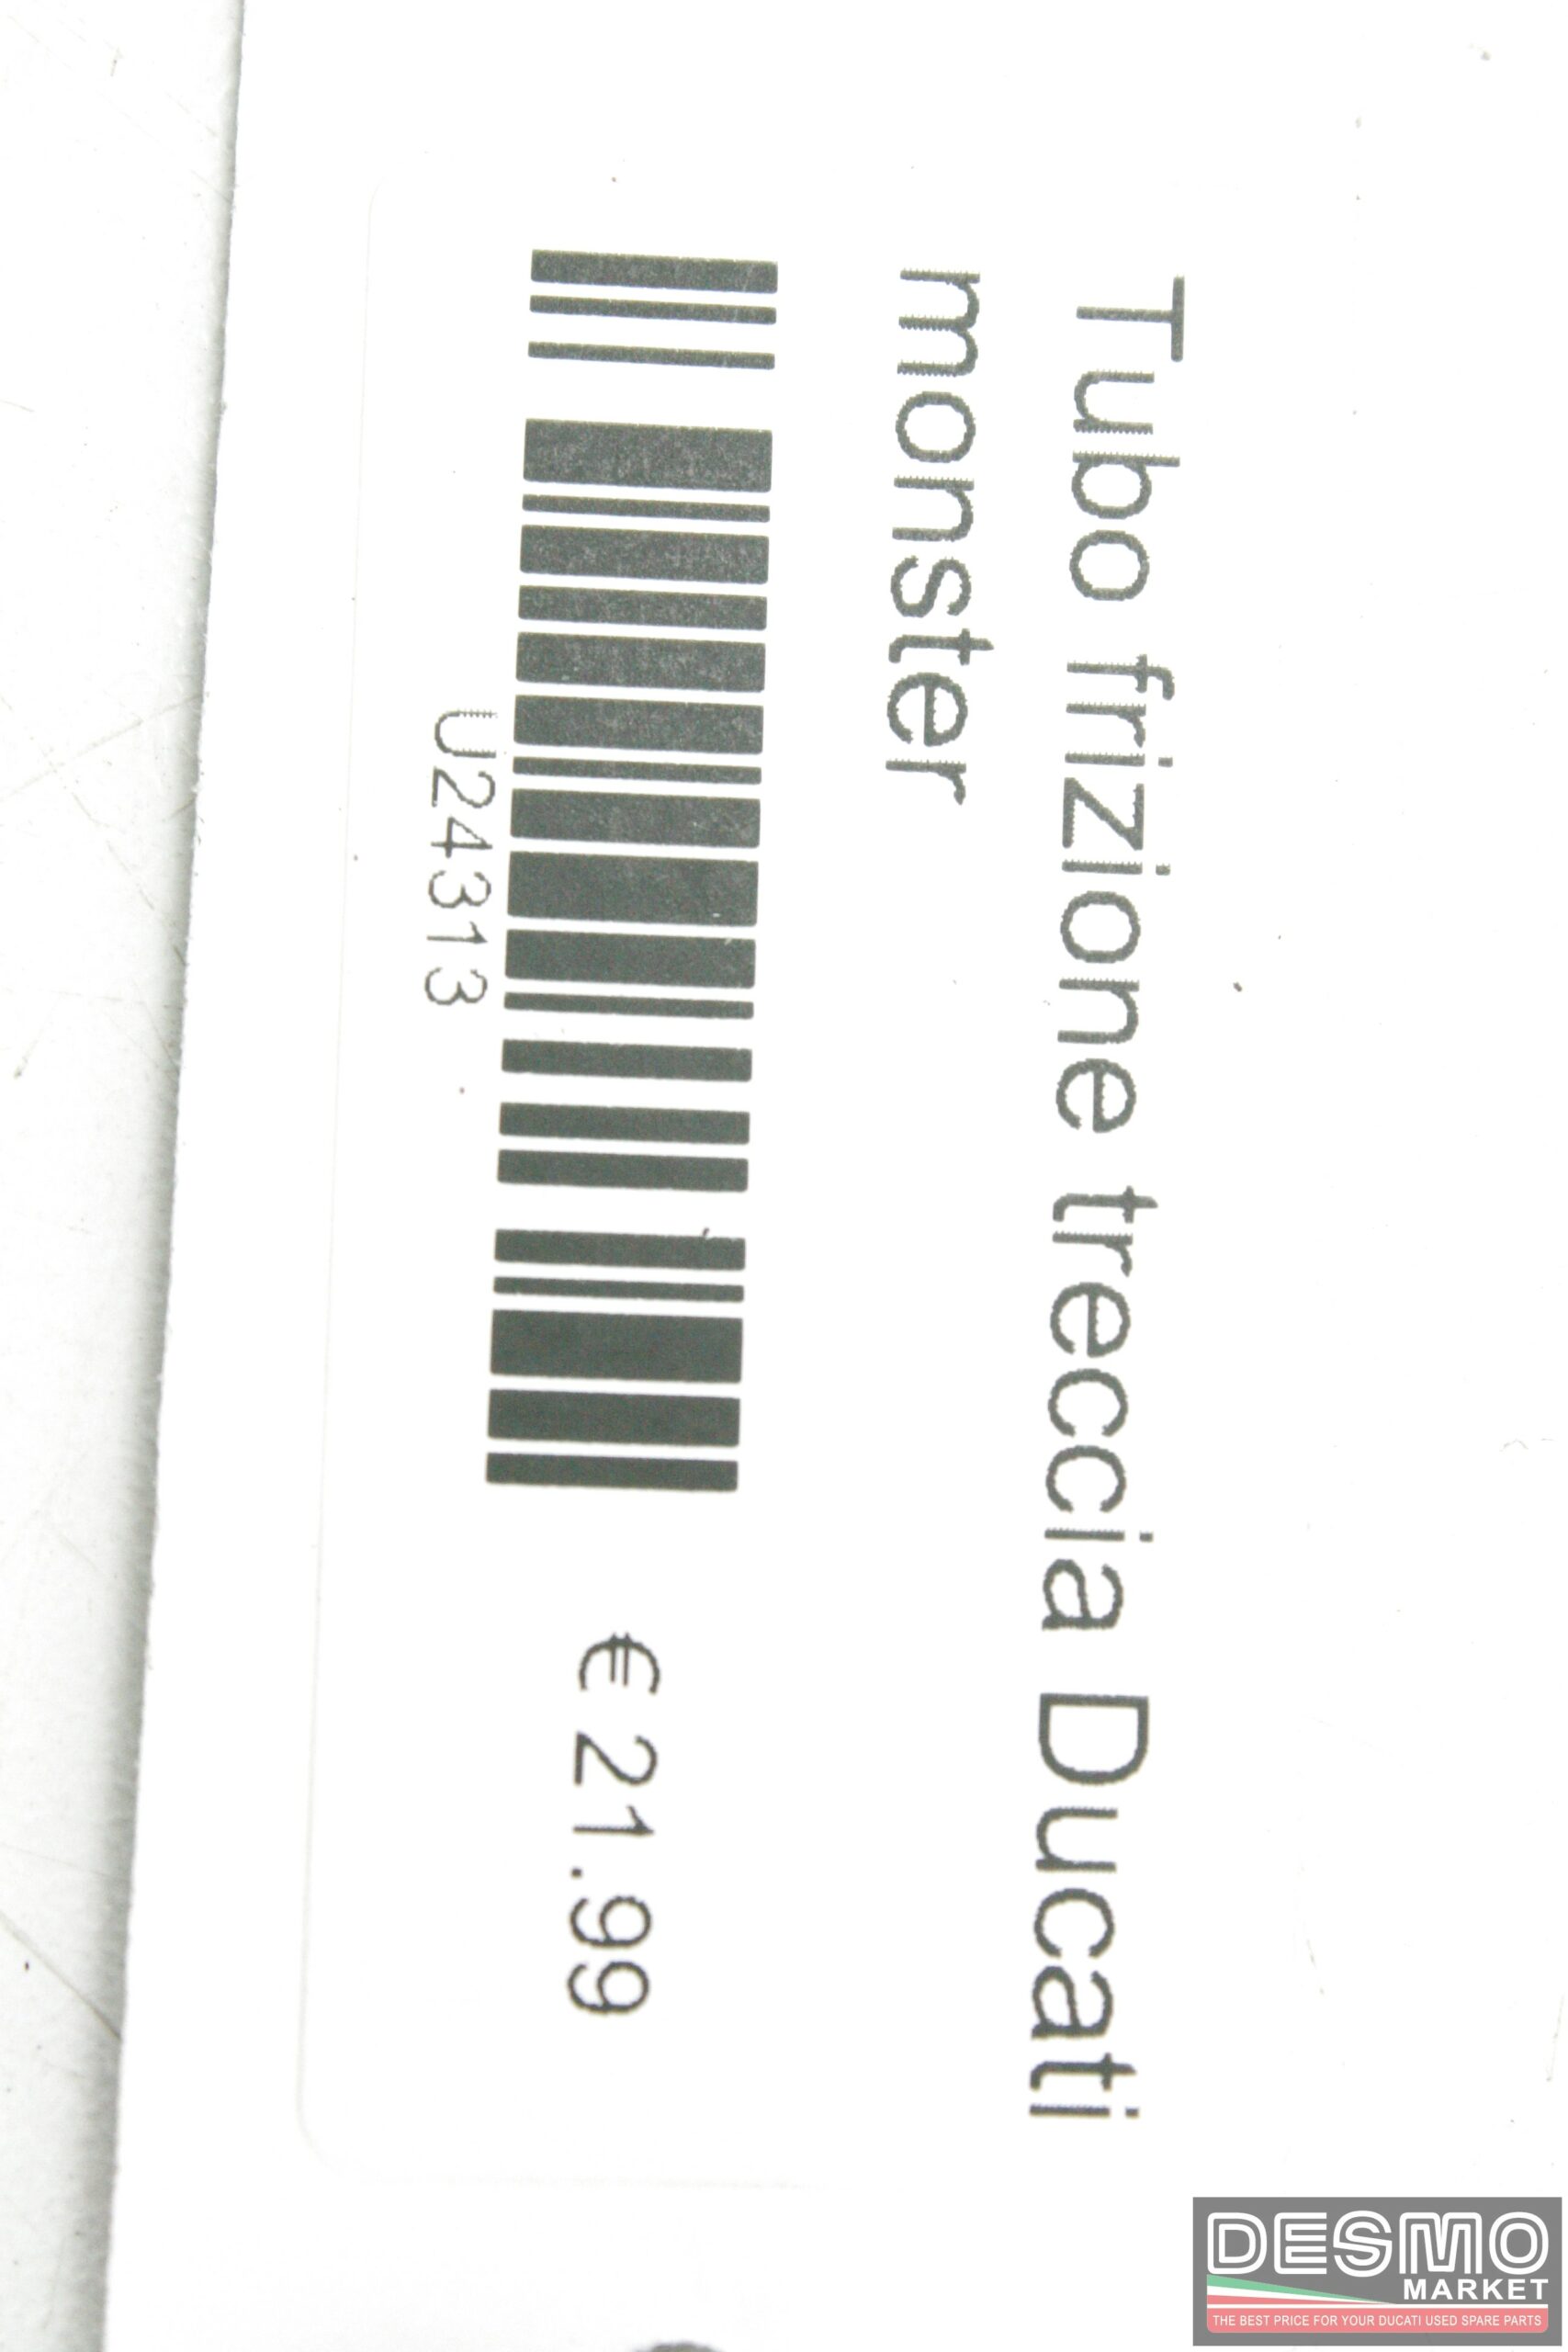 Tubo frizione treccia Ducati
monster
U24313
€ 21.99
DESMO
MARKET
THE BEST PRICE FOR YOUR DUCATI USED SPARE PARTS